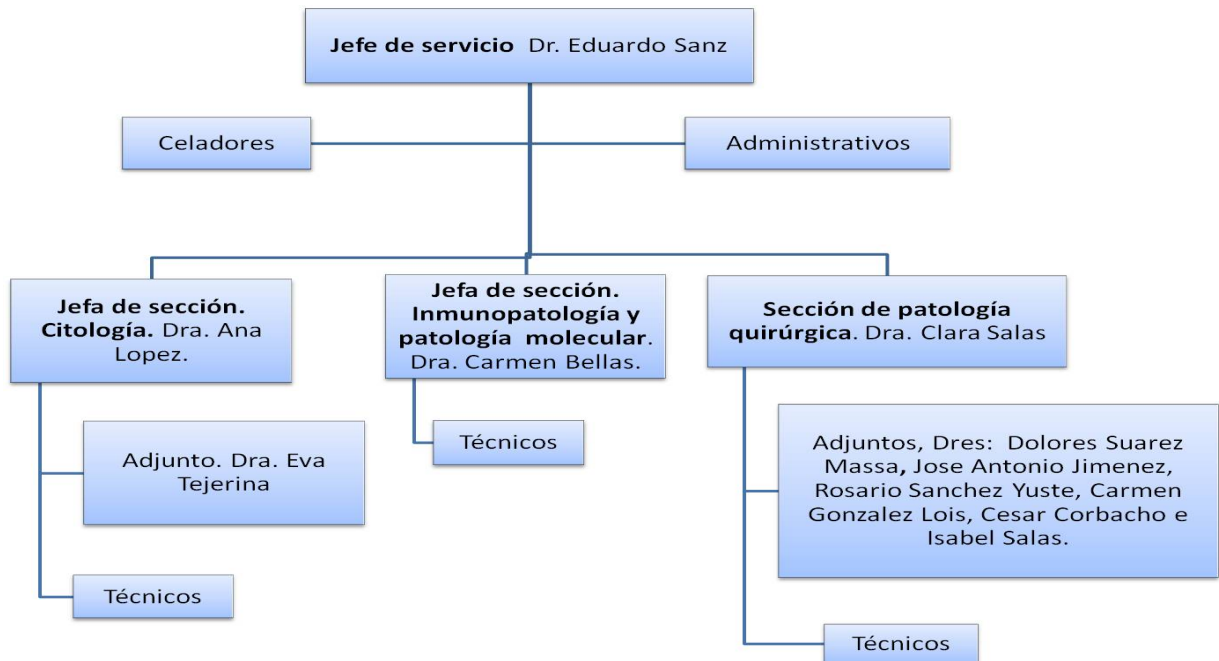 Jefe de servicio Dr. Eduardo Sanz
Celadores
Administrativos
Jefa de sección.
Citología. Dra. Ana
Lopez.
Jefa de sección.
Inmunopatología y
patología molecular.
Dra. Carmen Bellas.
Sección de patología
quirúrgica. Dra. Clara Salas
Adjunto. Dra. Eva
Tejerina
Técnicos
Técnicos
Adjuntos, Dres: Dolores Suarez
Massa, Jose Antonio Jimenez,
Rosario Sanchez Yuste, Carmen
Gonzalez Lois, Cesar Corbacho e
Isabel Salas.
Técnicos